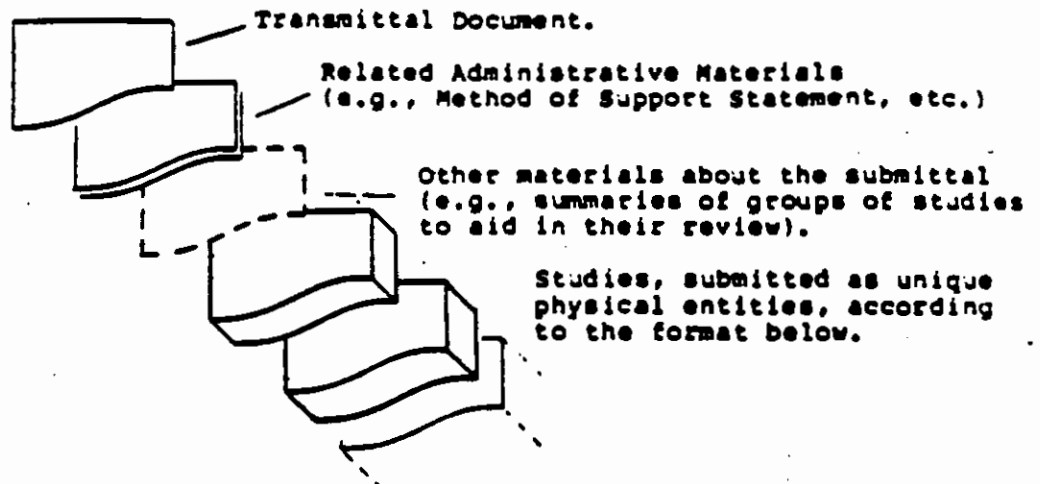 Transmittal Document.
Related Administrative Materials
(e.g., Method of Support Statement, etc.)
Other materials about the submittal
(e.g., summaries of groups of studies
to aid in their review).
Studies, submitted as unique
physical entities, according
to the format below.